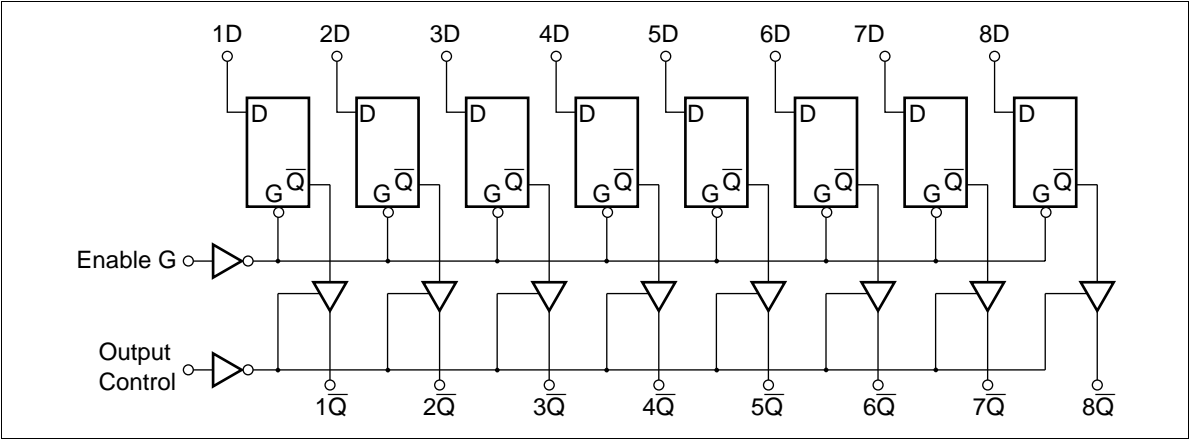 1D 2D 3D 4D 5D 6D 7D 8D
D D D D D D D D
G Q̅ G Q̅ G Q̅ G Q̅ G Q̅ G Q̅ G Q̅ G Q̅
Enable G
Output
Control
1Q̅ 2Q̅ 3Q̅ 4Q̅ 5Q̅ 6Q̅ 7Q̅ 8Q̅